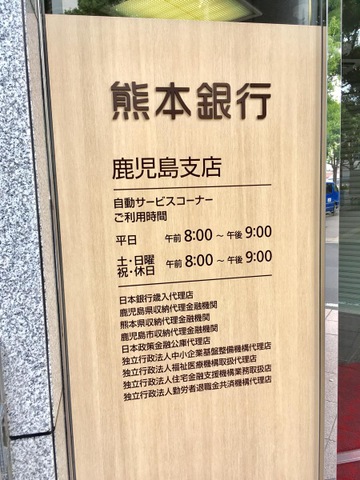 熊本銀行
鹿児島支店
自動サービスコーナー
ご利用時間
平日 午前 8:00 ～ 午後 9:00
土・日曜
祝・休日 午前 8:00 ～ 午後 9:00
日本銀行歳入代理店
鹿児島県収納代理金融機関
熊本県収納代理金融機関
鹿児島市収納代理金融機関
日本政策金融公庫代理店
独立行政法人中小企業基盤整備機構代理店
独立行政法人福祉医療機構取扱代理店
独立行政法人住宅金融支援機構業務取扱店
独立行政法人勤労者退職金共済機構代理店